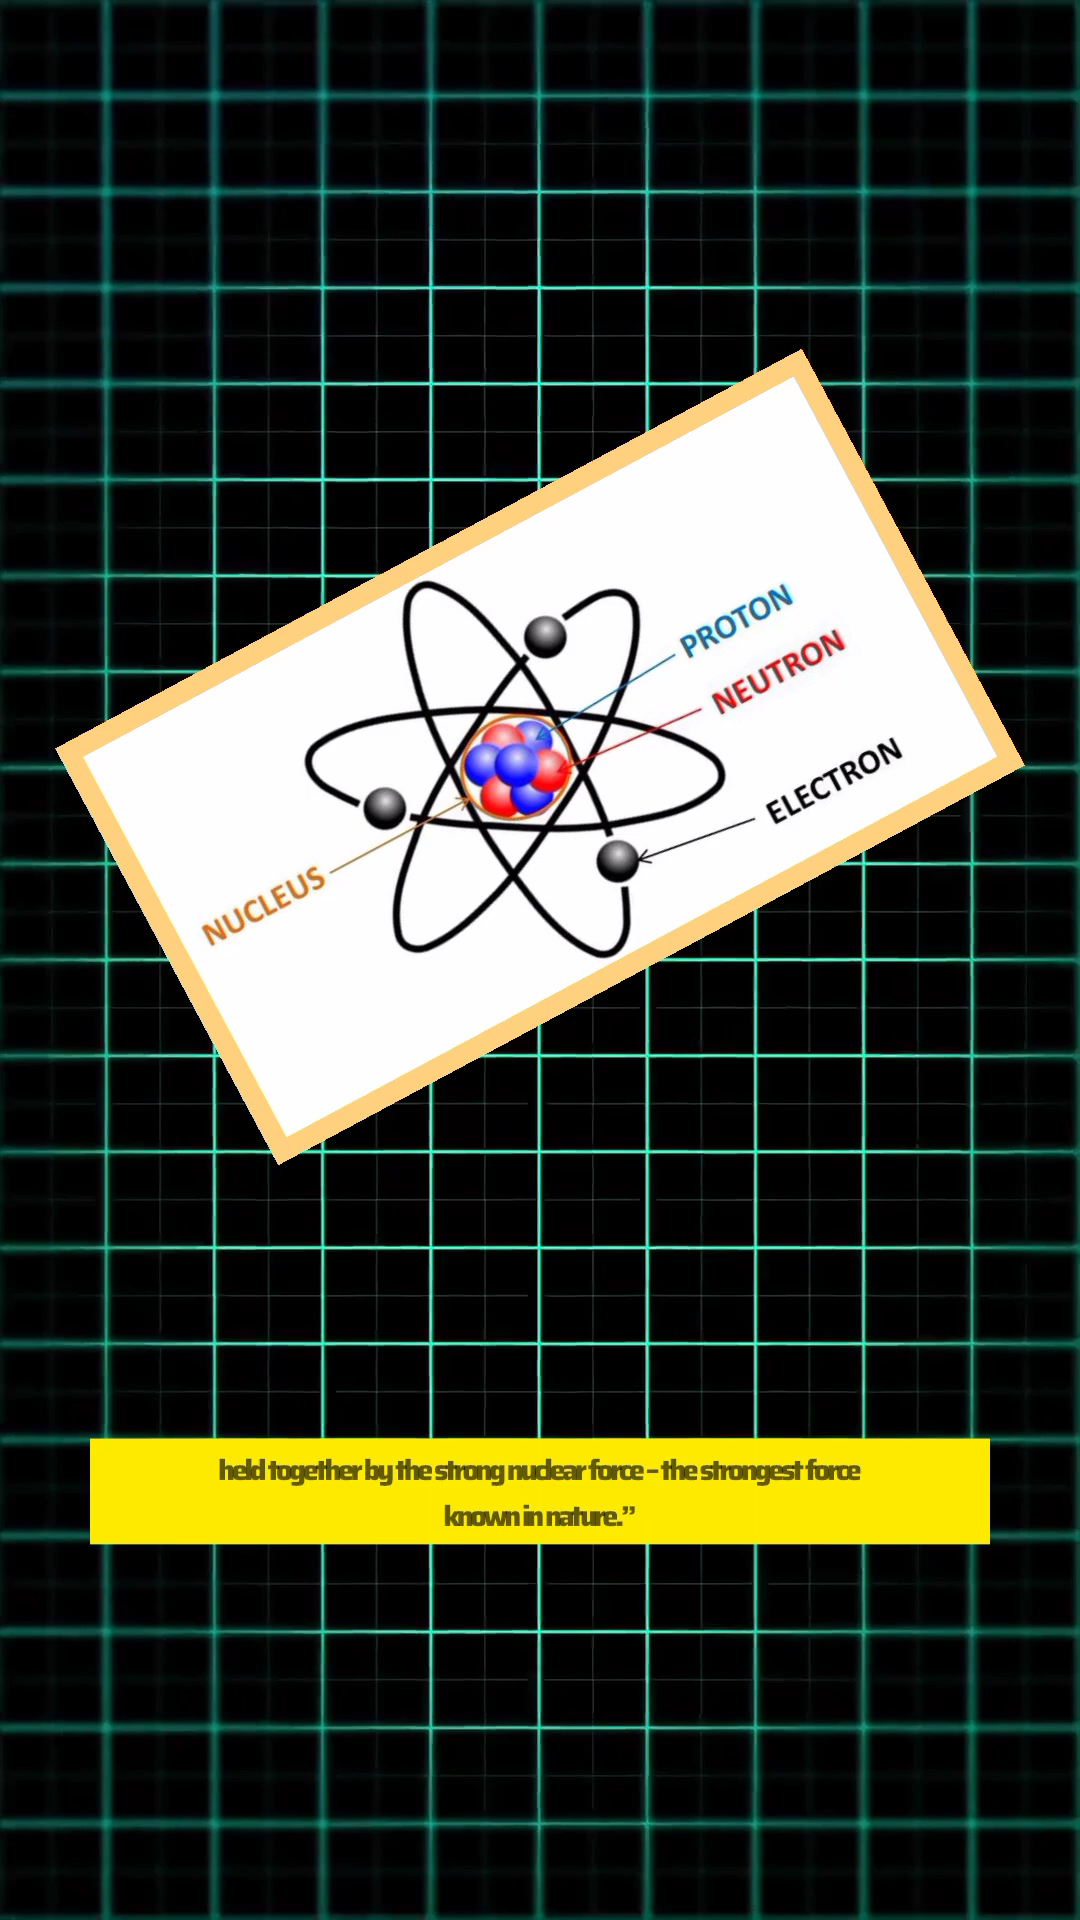 PROTON
NEUTRON
ELECTRON
NUCLEUS
held together by the strong nuclear force – the strongest force
known in nature.”